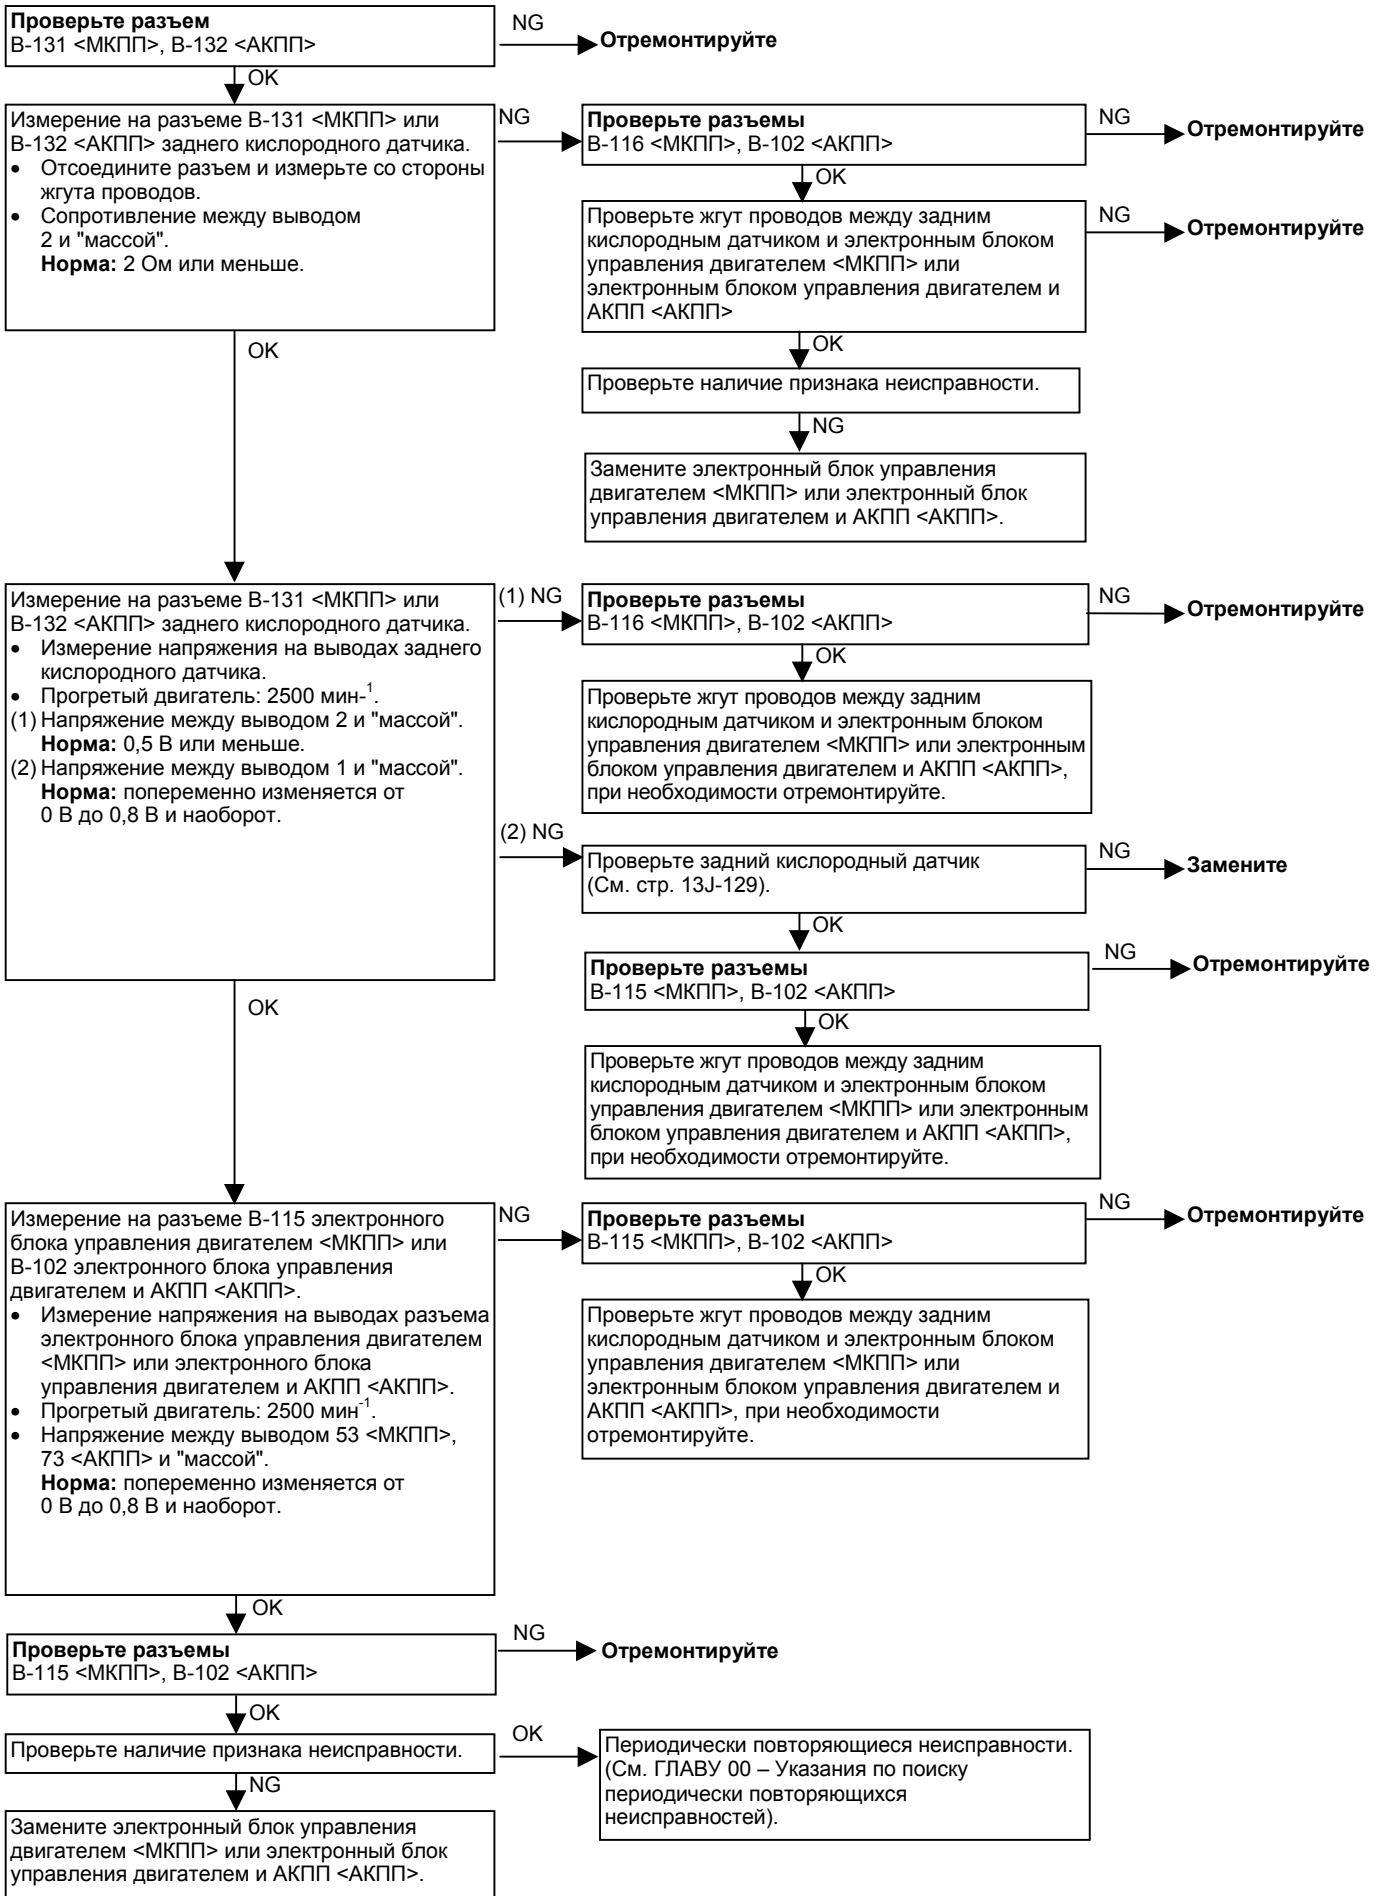 Проверьте разъем
B-131 <МКПП>, B-132 <АКПП>
NG
Отремонтируйте
OK
Измерение на разъеме B-131 <МКПП> или
B-132 <АКПП> заднего кислородного датчика.
• Отсоедините разъем и измерьте со стороны
жгута проводов.
• Сопротивление между выводом
2 и "массой".
Норма: 2 Ом или меньше.
NG
Проверьте разъемы
B-116 <МКПП>, B-102 <АКПП>
NG
Отремонтируйте
OK
Проверьте жгут проводов между задним
кислородным датчиком и электронным блоком
управления двигателем <МКПП> или
электронным блоком управления двигателем и
АКПП <АКПП>
NG
Отремонтируйте
OK
Проверьте наличие признака неисправности.
NG
Замените электронный блок управления
двигателем <МКПП> или электронный блок
управления двигателем и АКПП <АКПП>.
OK
Измерение на разъеме B-131 <МКПП> или
B-132 <АКПП> заднего кислородного датчика.
• Измерение напряжения на выводах заднего
кислородного датчика.
• Прогретый двигатель: 2500 мин-¹.
(1) Напряжение между выводом 2 и "массой".
Норма: 0,5 В или меньше.
(2) Напряжение между выводом 1 и "массой".
Норма: попеременно изменяется от
0 В до 0,8 В и наоборот.
(1) NG
Проверьте разъемы
B-116 <МКПП>, B-102 <АКПП>
NG
Отремонтируйте
OK
Проверьте жгут проводов между задним
кислородным датчиком и электронным блоком
управления двигателем <МКПП> или электронным
блоком управления двигателем и АКПП <АКПП>,
при необходимости отремонтируйте.
(2) NG
Проверьте задний кислородный датчик
(См. стр. 13J-129).
NG
Замените
OK
Проверьте разъемы
B-115 <МКПП>, B-102 <АКПП>
NG
Отремонтируйте
OK
Проверьте жгут проводов между задним
кислородным датчиком и электронным блоком
управления двигателем <МКПП> или электронным
блоком управления двигателем и АКПП <АКПП>,
при необходимости отремонтируйте.
OK
Измерение на разъеме B-115 электронного
блока управления двигателем <МКПП> или
B-102 электронного блока управления
двигателем и АКПП <АКПП>.
• Измерение напряжения на выводах разъема
электронного блока управления двигателем
<МКПП> или электронного блока
управления двигателем и АКПП <АКПП>.
• Прогретый двигатель: 2500 мин⁻¹.
• Напряжение между выводом 53 <МКПП>,
73 <АКПП> и "массой".
Норма: попеременно изменяется от
0 В до 0,8 В и наоборот.
NG
Проверьте разъемы
B-115 <МКПП>, B-102 <АКПП>
NG
Отремонтируйте
OK
Проверьте жгут проводов между задним
кислородным датчиком и электронным блоком
управления двигателем <МКПП> или
электронным блоком управления двигателем и
АКПП <АКПП>, при необходимости
отремонтируйте.
OK
Проверьте разъемы
B-115 <МКПП>, B-102 <АКПП>
NG
Отремонтируйте
OK
Проверьте наличие признака неисправности.
OK
Периодически повторяющиеся неисправности.
(См. ГЛАВУ 00 – Указания по поиску
периодически повторяющихся
неисправностей).
NG
Замените электронный блок управления
двигателем <МКПП> или электронный блок
управления двигателем и АКПП <АКПП>.